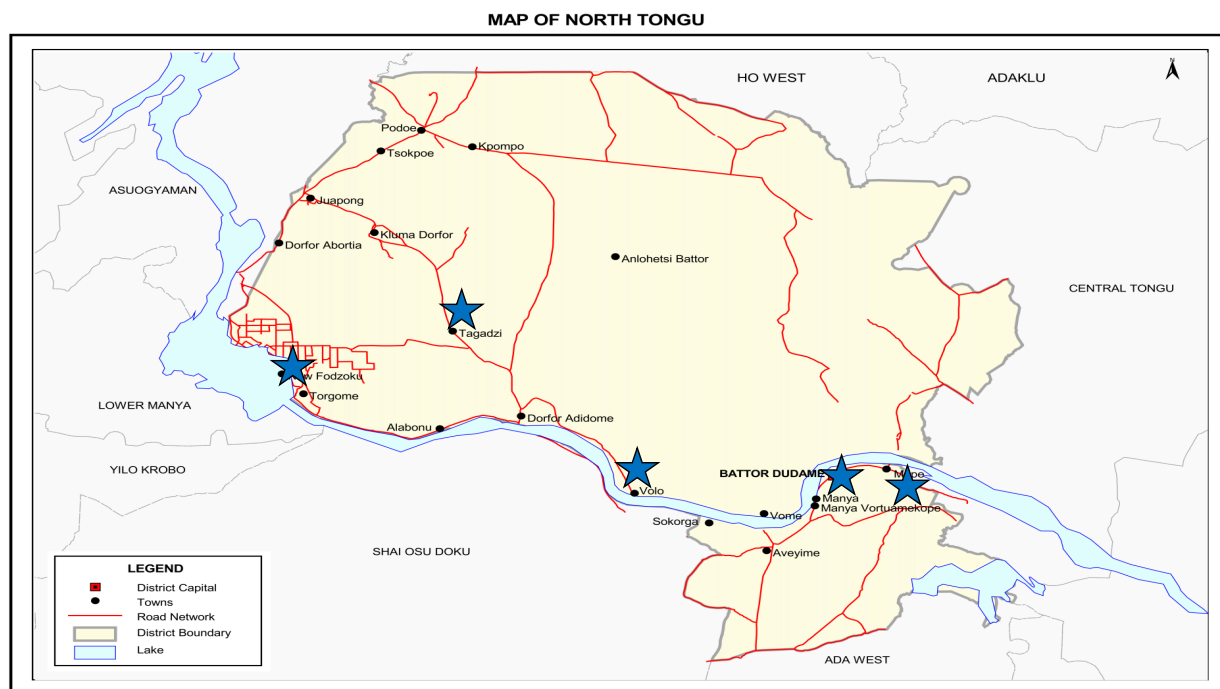 MAP OF NORTH TONGU
N
HO WEST
ADAKLU
Podoe
Kpompo
Tsokpoe
ASUOGYAMAN
Juapong
Kluma Dorfor
Dorfor Abortia
Anlohetsi Battor
CENTRAL TONGU
Tagadzi
Fodzoku
Torgome
LOWER MANYA
Dorfor Adidome
Alabonu
YILO KROBO
BATTOR DUDAME
Volo
Manya
Manya Vortuamekope
Vome
Sokorga
SHAI OSU DOKU
Aveyime
ADA WEST
LEGEND
District Capital
Towns
Road Network
District Boundary
Lake